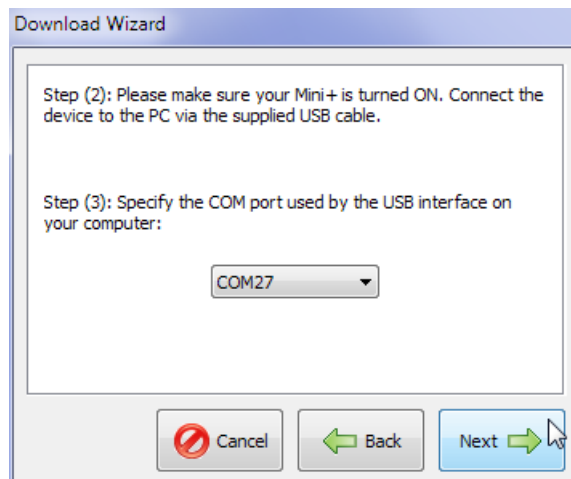 Download Wizard
Step (2): Please make sure your Mini+ is turned ON. Connect the
device to the PC via the supplied USB cable.
Step (3): Specify the COM port used by the USB interface on
your computer:
COM27
Cancel
Back
Next